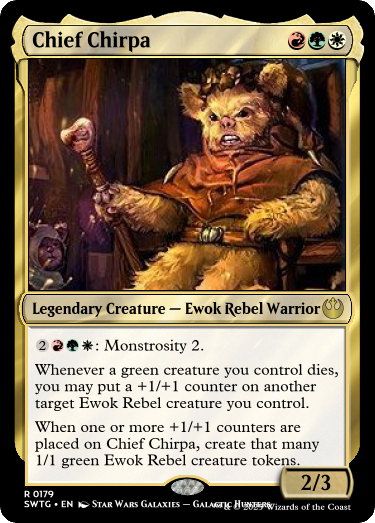 Chief Chirpa
Legendary Creature — Ewok Rebel Warrior
2: Monstrosity 2.
Whenever a green creature you control dies,
you may put a +1/+1 counter on another
target Ewok Rebel creature you control.
When one or more +1/+1 counters are
placed on Chief Chirpa, create that many
1/1 green Ewok Rebel creature tokens.
2/3
R 0179
SWTG • EN Star Wars Galaxies – Galactic Hunters
Wizards of the Coast